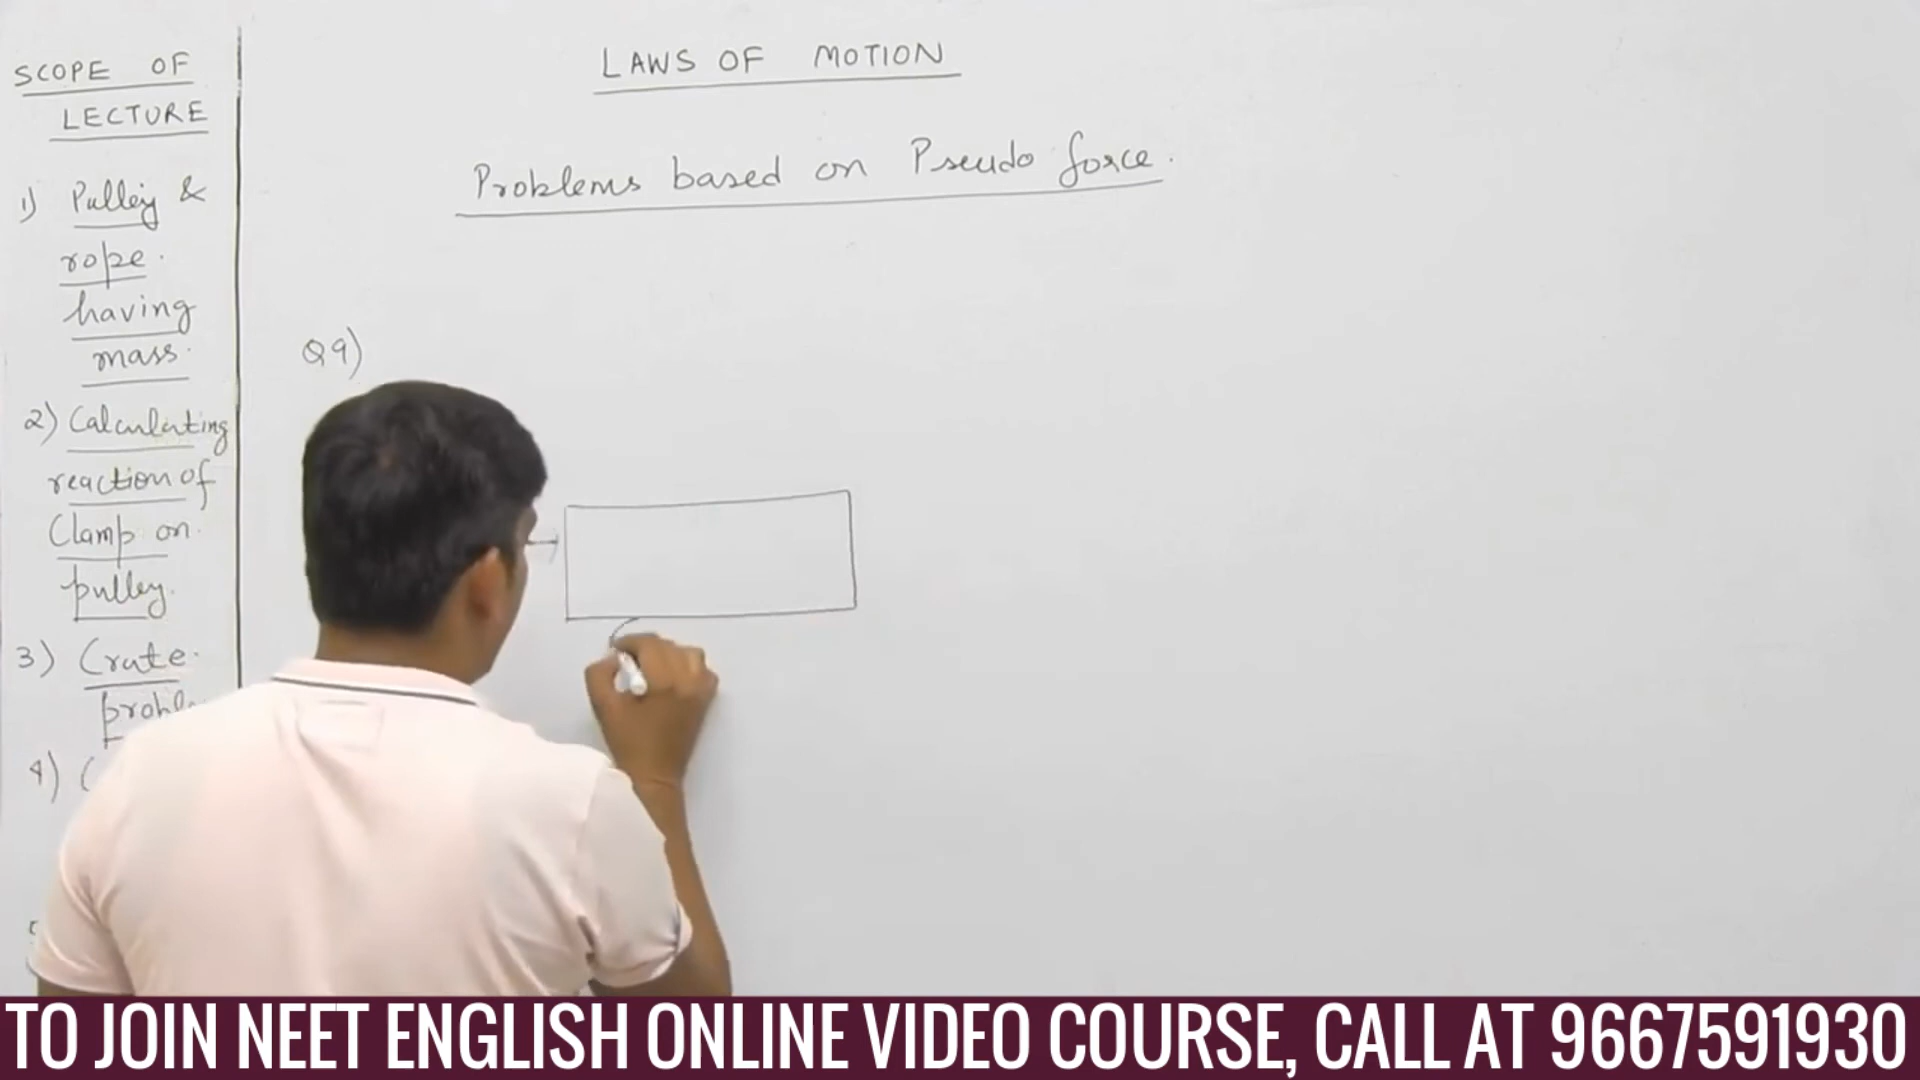 SCOPE OF
LECTURE
1) Pulley &
rope.
having
mass.
2) Calculating
reaction of
Clamp on.
pulley.
3) Crate.
4) (
LAWS OF MOTION
Problems based on Pseudo force.
Q9)
TO JOIN NEET ENGLISH ONLINE VIDEO COURSE, CALL AT 9667591930